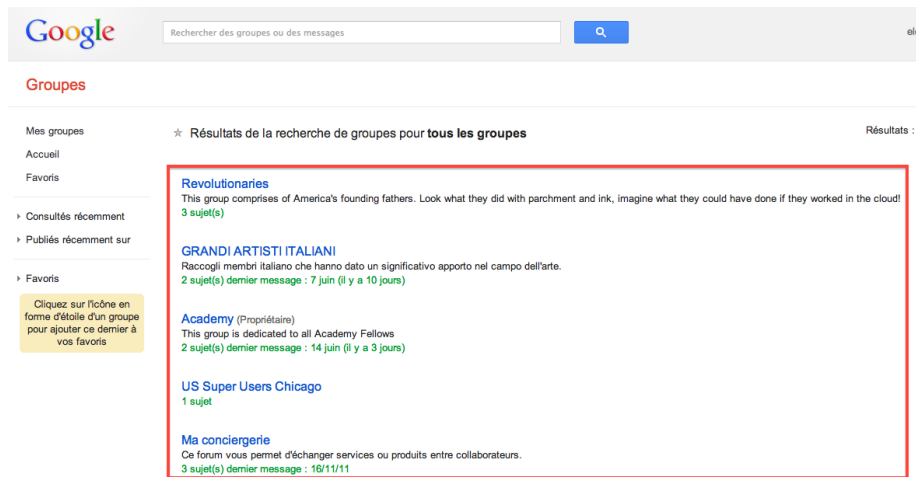 Google
Rechercher des groupes ou des messages
Groupes
Mes groupes
Accueil
Favoris
Consultés récemment
Publiés récemment sur
Favoris
Cliquez sur l'icône en
forme d'étoile d'un groupe
pour ajouter ce dernier à
vos favoris
Résultats de la recherche de groupes pour tous les groupes
Résultats :
Revolutionaries
This group comprises of America's founding fathers. Look what they did with parchment and ink, imagine what they could have done if they worked in the cloud!
3 sujet(s)
GRANDI ARTISTI ITALIANI
Raccogli membri italiano che hanno dato un significativo apporto nel campo dell'arte.
2 sujet(s) dernier message : 7 juin (il y a 10 jours)
Academy (Propriétaire)
This group is dedicated to all Academy Fellows
2 sujet(s) dernier message : 14 juin (il y a 3 jours)
US Super Users Chicago
1 sujet
Ma conciergerie
Ce forum vous permet d'échanger services ou produits entre collaborateurs.
3 sujet(s) dernier message : 16/11/11